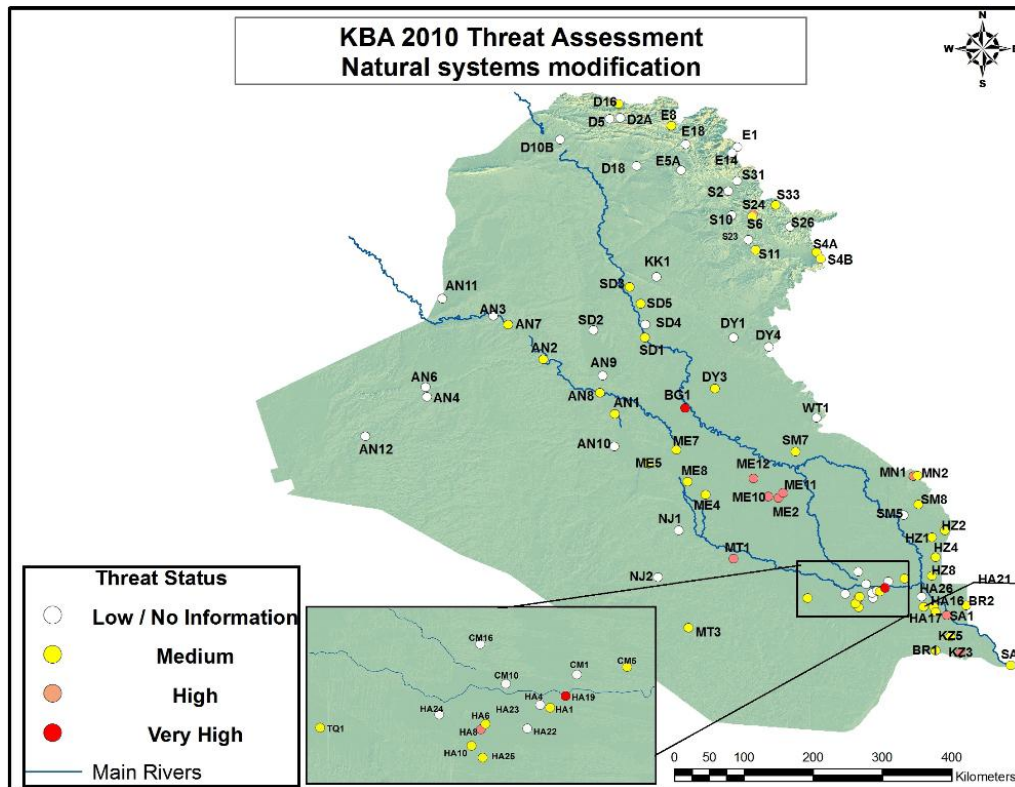 KBA 2010 Threat Assessment
Natural systems modification
N
W
S
D16
D5
D2A
E8
E18
E1
D10B
D18
E5A
E14
S31
S2
S33
S24
S10
S6
S26
S23
S11
S4A
S4B
KK1
AN11
SD3
AN3
SD5
AN7
SD2
SD4
DY1
SD1
DY4
AN2
AN9
AN6
DY3
AN8
BG1
AN4
AN1
WT1
AN12
AN10
ME7
SM7
ME5
ME12
MN1
MN2
ME8
ME11
ME10
ME4
ME2
SM8
SM5
NJ1
HZ2
HZ1
MT1
HZ4
NJ2
HZ8
HA21
HA26
HA16
BR2
HA17
SA1
MT3
KZ5
BR1
KZ3
SA
Threat Status
Low / No Information
Medium
High
Very High
Main Rivers
CM16
CM1
CM5
CM10
HA4
HA19
HA24
HA23
HA1
HA6
TQ1
HA8
HA22
HA10
HA25
0 50 100 200 300 400
Kilometers